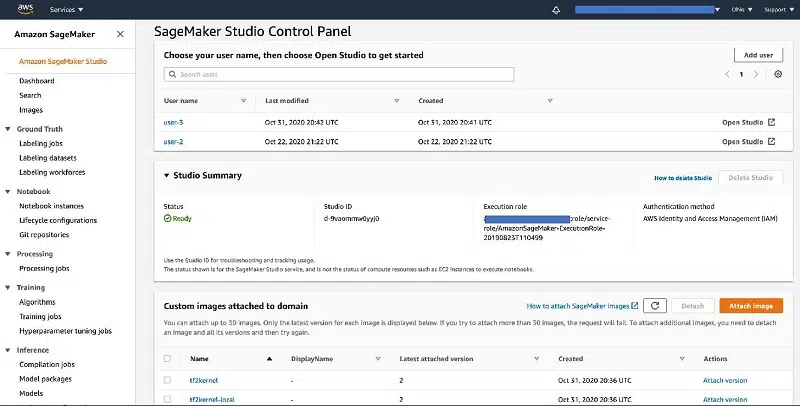 aws
Services
Ohio
Support
Amazon SageMaker
Amazon SageMaker Studio
Dashboard
Search
Images
Ground Truth
Labeling jobs
Labeling datasets
Labeling workforces
Notebook
Notebook instances
Lifecycle configurations
Git repositories
Processing
Processing jobs
Training
Algorithms
Training jobs
Hyperparameter tuning jobs
Inference
Compilation jobs
Model packages
Models
SageMaker Studio Control Panel
Choose your user name, then choose Open Studio to get started
Add user
Search users
1
User name Last modified Created
user-3 Oct 31, 2020 20:42 UTC Oct 31, 2020 20:41 UTC Open Studio
user-2 Oct 22, 2020 21:22 UTC Oct 22, 2020 21:22 UTC Open Studio
Studio Summary
How to delete Studio
Delete Studio
Status
Ready
Studio ID
d-9vaommw0yyj0
Execution role
:role/service-
role/AmazonSageMaker-ExecutionRole-
20190823T110499
Authentication method
AWS Identity and Access Management (IAM)
Use the Studio ID for troubleshooting and tracking usage.
The status shown is for the SageMaker Studio service, and is not the status of compute resources such as EC2 instances to execute notebooks.
Custom images attached to domain
How to attach SageMaker images
Detach
Attach image
You can attach up to 30 images. Only the latest version for each image is displayed below. If you try to attach more than 30 images, the request will fail. To attach additional images, you need to detach
an image and all its versions and then try again.
Name DisplayName Latest attached version Created Actions
tf2kernel - 2 Oct 31, 2020 20:36 UTC Attach version
tf2kernel-local - 2 Oct 31, 2020 20:36 UTC Attach version